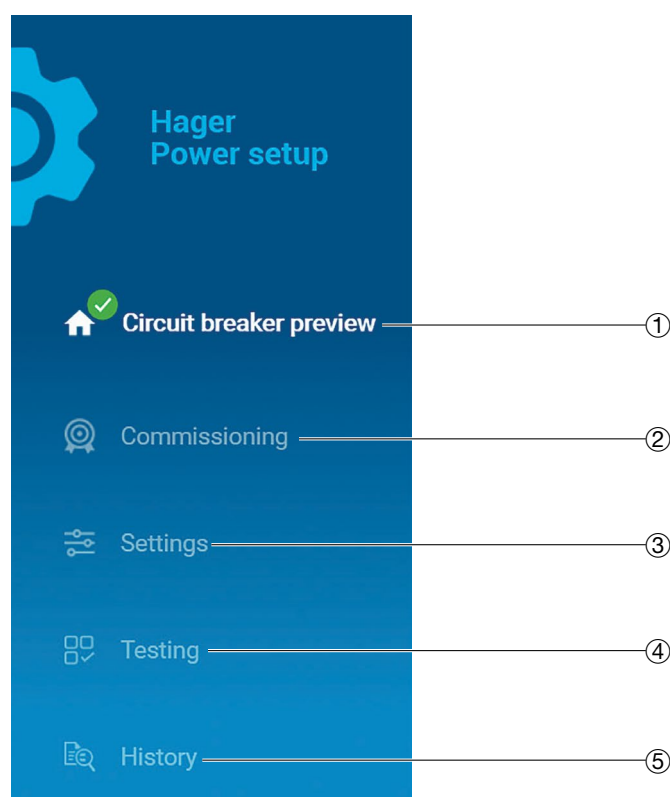 Hager
Power setup
Circuit breaker preview ①
Commissioning ②
Settings ③
Testing ④
History ⑤